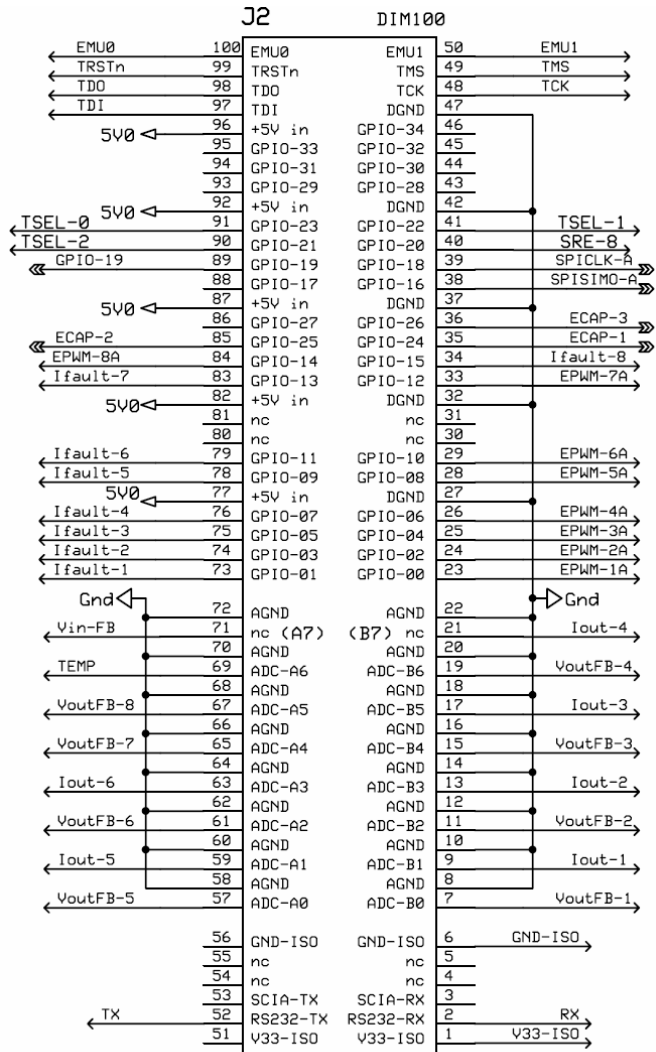 J2 DIM100
EMU0 100 EMU0 EMU1 50 EMU1
TRSTn 99 TRSTn TMS 49 TMS
TDO 98 TDO TCK 48 TCK
TDI 97 TDI DGND 47
5V0 96 +5V in GPIO-34 46
95 GPIO-33 GPIO-32 45
94 GPIO-31 GPIO-30 44
93 GPIO-29 GPIO-28 43
5V0 92 +5V in DGND 42
TSEL-0 91 GPIO-23 GPIO-22 41 TSEL-1
TSEL-2 90 GPIO-21 GPIO-20 40 SRE-8
GPIO-19 89 GPIO-19 GPIO-18 39 SPICLK-A
88 GPIO-17 GPIO-16 38 SPISIMO-A
5V0 87 +5V in DGND 37
86 GPIO-27 GPIO-26 36 ECAP-3
ECAP-2 85 GPIO-25 GPIO-24 35 ECAP-1
EPWM-8A 84 GPIO-14 GPIO-15 34 Ifault-8
Ifault-7 83 GPIO-13 GPIO-12 33 EPWM-7A
5V0 82 +5V in DGND 32
81 nc nc 31
80 nc nc 30
Ifault-6 79 GPIO-11 GPIO-10 29 EPWM-6A
Ifault-5 78 GPIO-09 GPIO-08 28 EPWM-5A
5V0 77 +5V in DGND 27
Ifault-4 76 GPIO-07 GPIO-06 26 EPWM-4A
Ifault-3 75 GPIO-05 GPIO-04 25 EPWM-3A
Ifault-2 74 GPIO-03 GPIO-02 24 EPWM-2A
Ifault-1 73 GPIO-01 GPIO-00 23 EPWM-1A
Gnd Gnd
72 AGND AGND 22
Vin-FB 71 nc (A7) (B7) nc 21 Iout-4
70 AGND AGND 20
TEMP 69 ADC-A6 ADC-B6 19 VoutFB-4
68 AGND AGND 18
VoutFB-8 67 ADC-A5 ADC-B5 17 Iout-3
66 AGND AGND 16
VoutFB-7 65 ADC-A4 ADC-B4 15 VoutFB-3
64 AGND AGND 14
Iout-6 63 ADC-A3 ADC-B3 13 Iout-2
62 AGND AGND 12
VoutFB-6 61 ADC-A2 ADC-B2 11 VoutFB-2
60 AGND AGND 10
Iout-5 59 ADC-A1 ADC-B1 9 Iout-1
58 AGND AGND 8
VoutFB-5 57 ADC-A0 ADC-B0 7 VoutFB-1
56 GND-ISO GND-ISO 6 GND-ISO
55 nc nc 5
54 nc nc 4
53 SCIA-TX SCIA-RX 3
TX 52 RS232-TX RS232-RX 2 RX
51 V33-ISO V33-ISO 1 V33-ISO